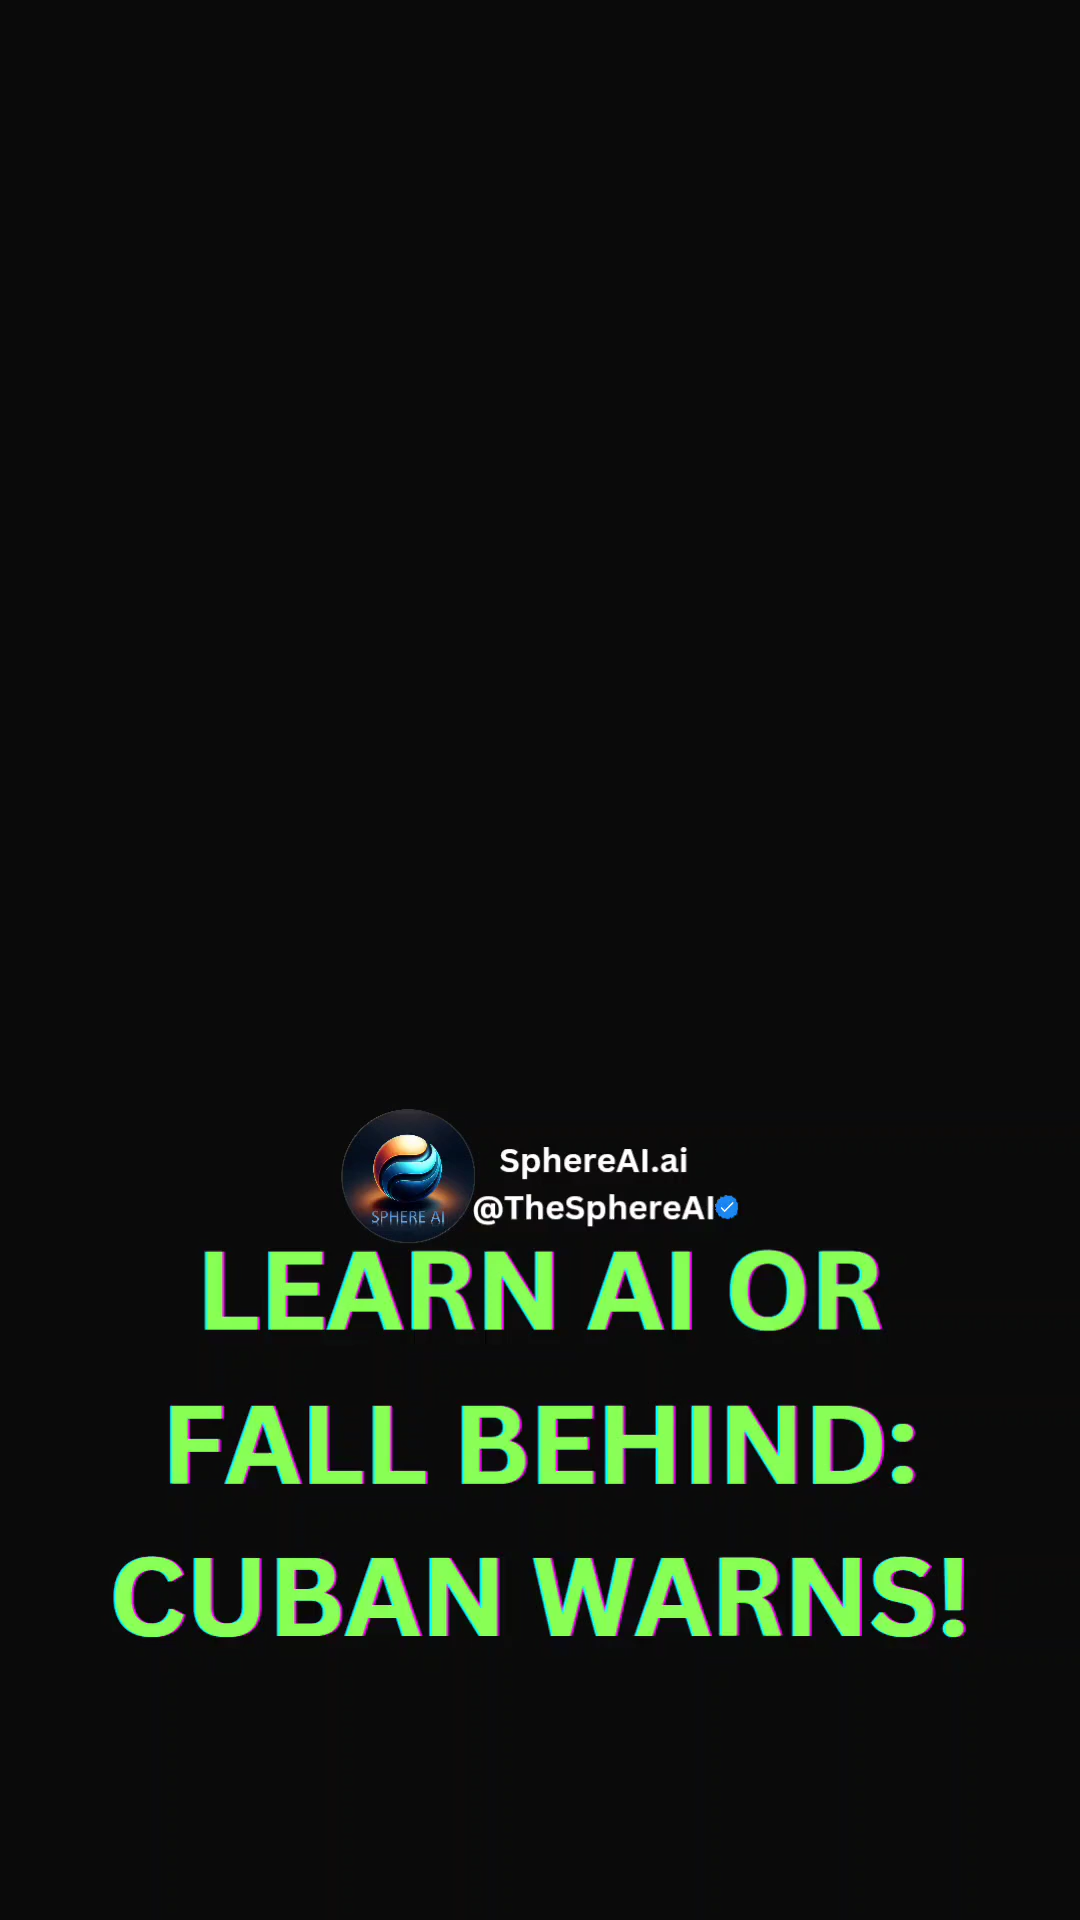 SphereAI.ai
@TheSphereAI
SPHERE AI
LEARN AI OR
FALL BEHIND:
CUBAN WARNS!